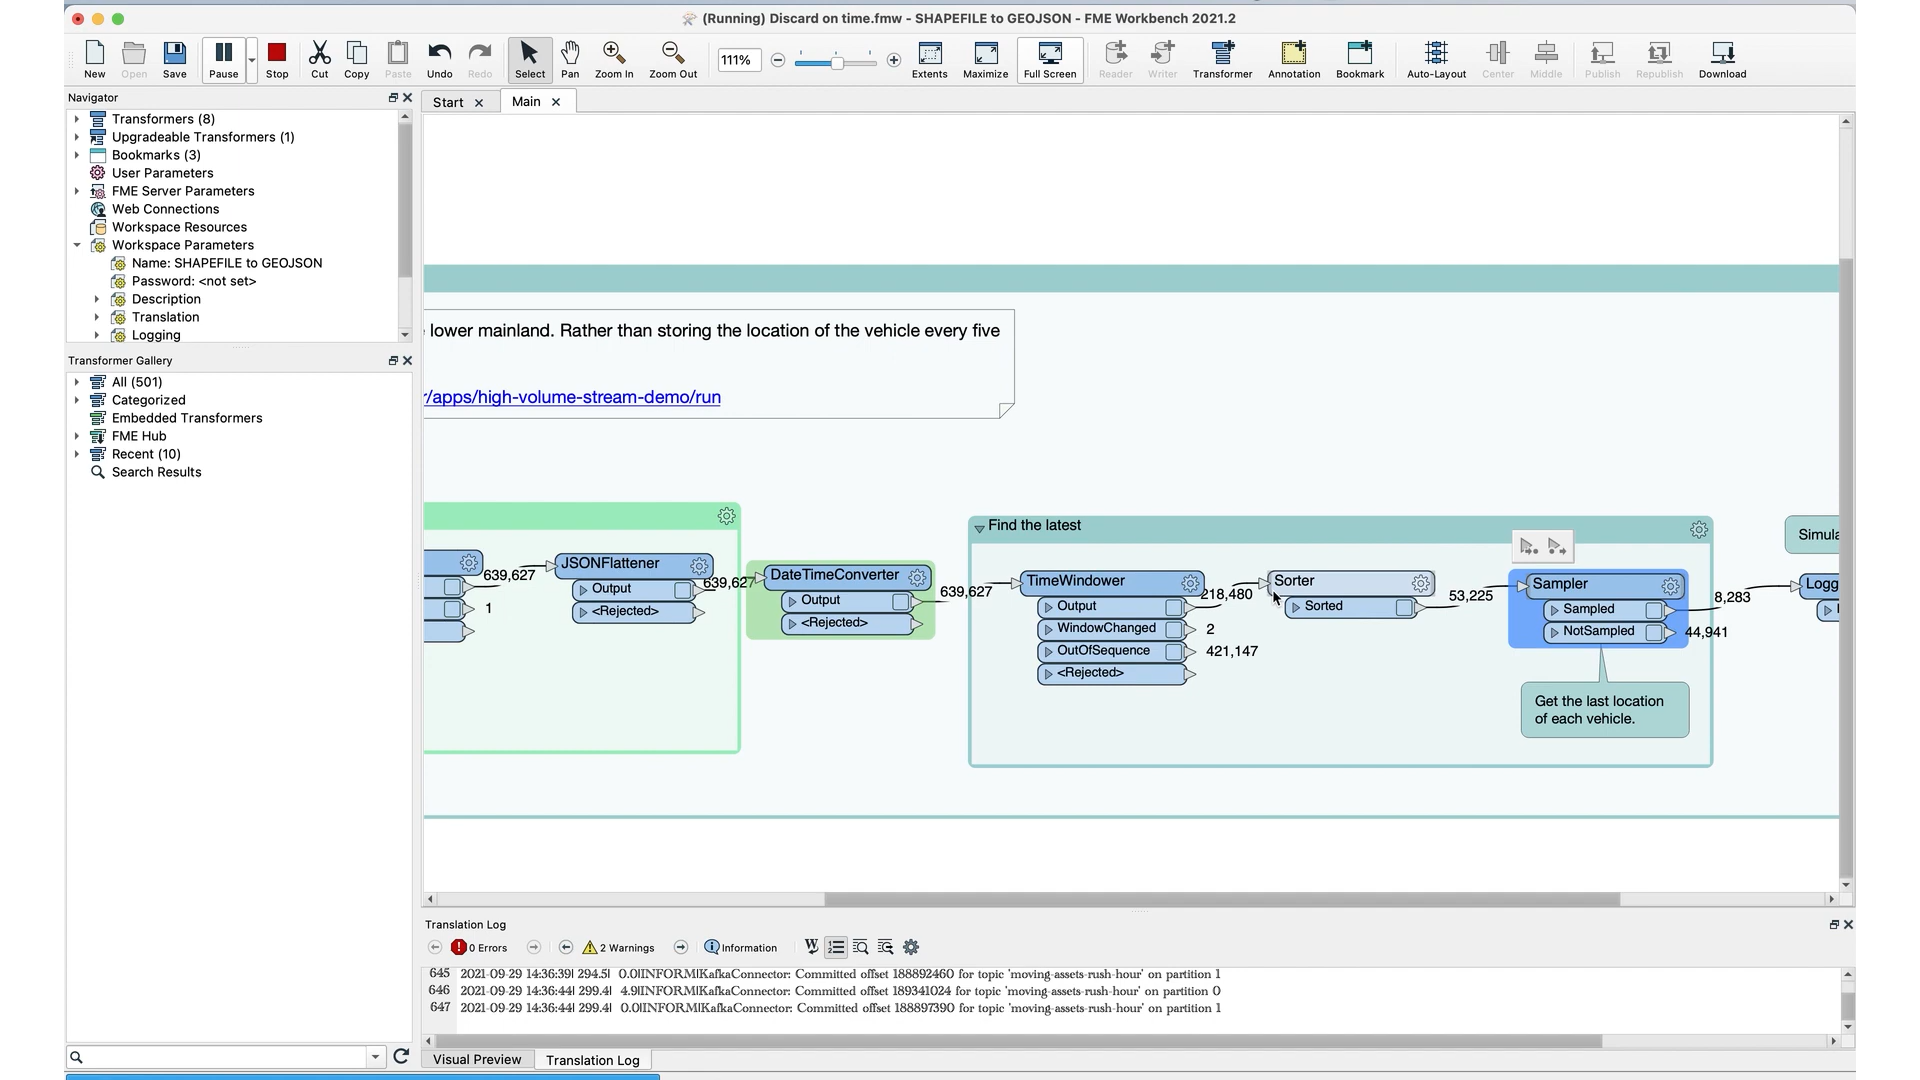 (Running) Discard on time.fmw - SHAPEFILE to GEOJSON - FME Workbench 2021.2
New Open Save Pause Stop Cut Copy Paste Undo Redo Select Pan Zoom In Zoom Out 111% Extents Maximize Full Screen Reader Writer Transformer Annotation Bookmark Auto-Layout Center Middle Publish Republish Download
Navigator
Transformers (8)
Upgradeable Transformers (1)
Bookmarks (3)
User Parameters
FME Server Parameters
Web Connections
Workspace Resources
Workspace Parameters
Name: SHAPEFILE to GEOJSON
Password: <not set>
Description
Translation
Logging
Transformer Gallery
All (501)
Categorized
Embedded Transformers
FME Hub
Recent (10)
Search Results
Start
Main
lower mainland. Rather than storing the location of the vehicle every five
r/apps/high-volume-stream-demo/run
639,627
1
JSONFlattener
Output
<Rejected>
639,627
DateTimeConverter
Output
<Rejected>
639,627
Find the latest
TimeWindower
Output
WindowChanged
OutOfSequence
<Rejected>
218,480
2
421,147
Sorter
Sorted
53,225
Sampler
Sampled
NotSampled
8,283
44,941
Get the last location
of each vehicle.
Simula
Logg
Translation Log
0 Errors
2 Warnings
Information
645 2021-09-29 14:36:39| 294.5| 0.0|INFORM|KafkaConnector: Committed offset 188892460 for topic 'moving-assets-rush-hour' on partition 1
646 2021-09-29 14:36:44| 299.4| 4.9|INFORM|KafkaConnector: Committed offset 189341024 for topic 'moving-assets-rush-hour' on partition 0
647 2021-09-29 14:36:44| 299.4| 0.0|INFORM|KafkaConnector: Committed offset 188897390 for topic 'moving-assets-rush-hour' on partition 1
Visual Preview
Translation Log